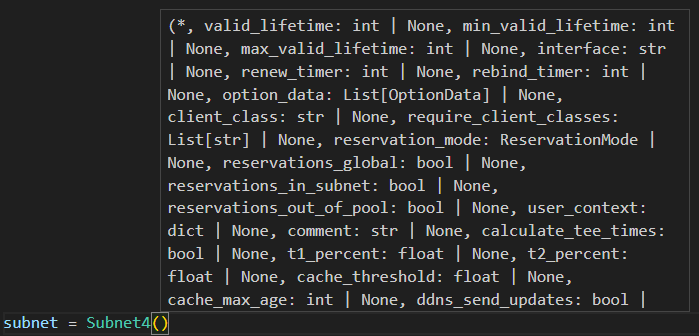 (*, valid_lifetime: int | None, min_valid_lifetime: int
| None, max_valid_lifetime: int | None, interface: str
| None, renew_timer: int | None, rebind_timer: int |
None, option_data: List[OptionData] | None,
client_class: str | None, require_client_classes:
List[str] | None, reservation_mode: ReservationMode |
None, reservations_global: bool | None,
reservations_in_subnet: bool | None,
reservations_out_of_pool: bool | None, user_context:
dict | None, comment: str | None, calculate_tee_times:
bool | None, t1_percent: float | None, t2_percent:
float | None, cache_threshold: float | None,
cache_max_age: int | None, ddns_send_updates: bool |
subnet = Subnet4()